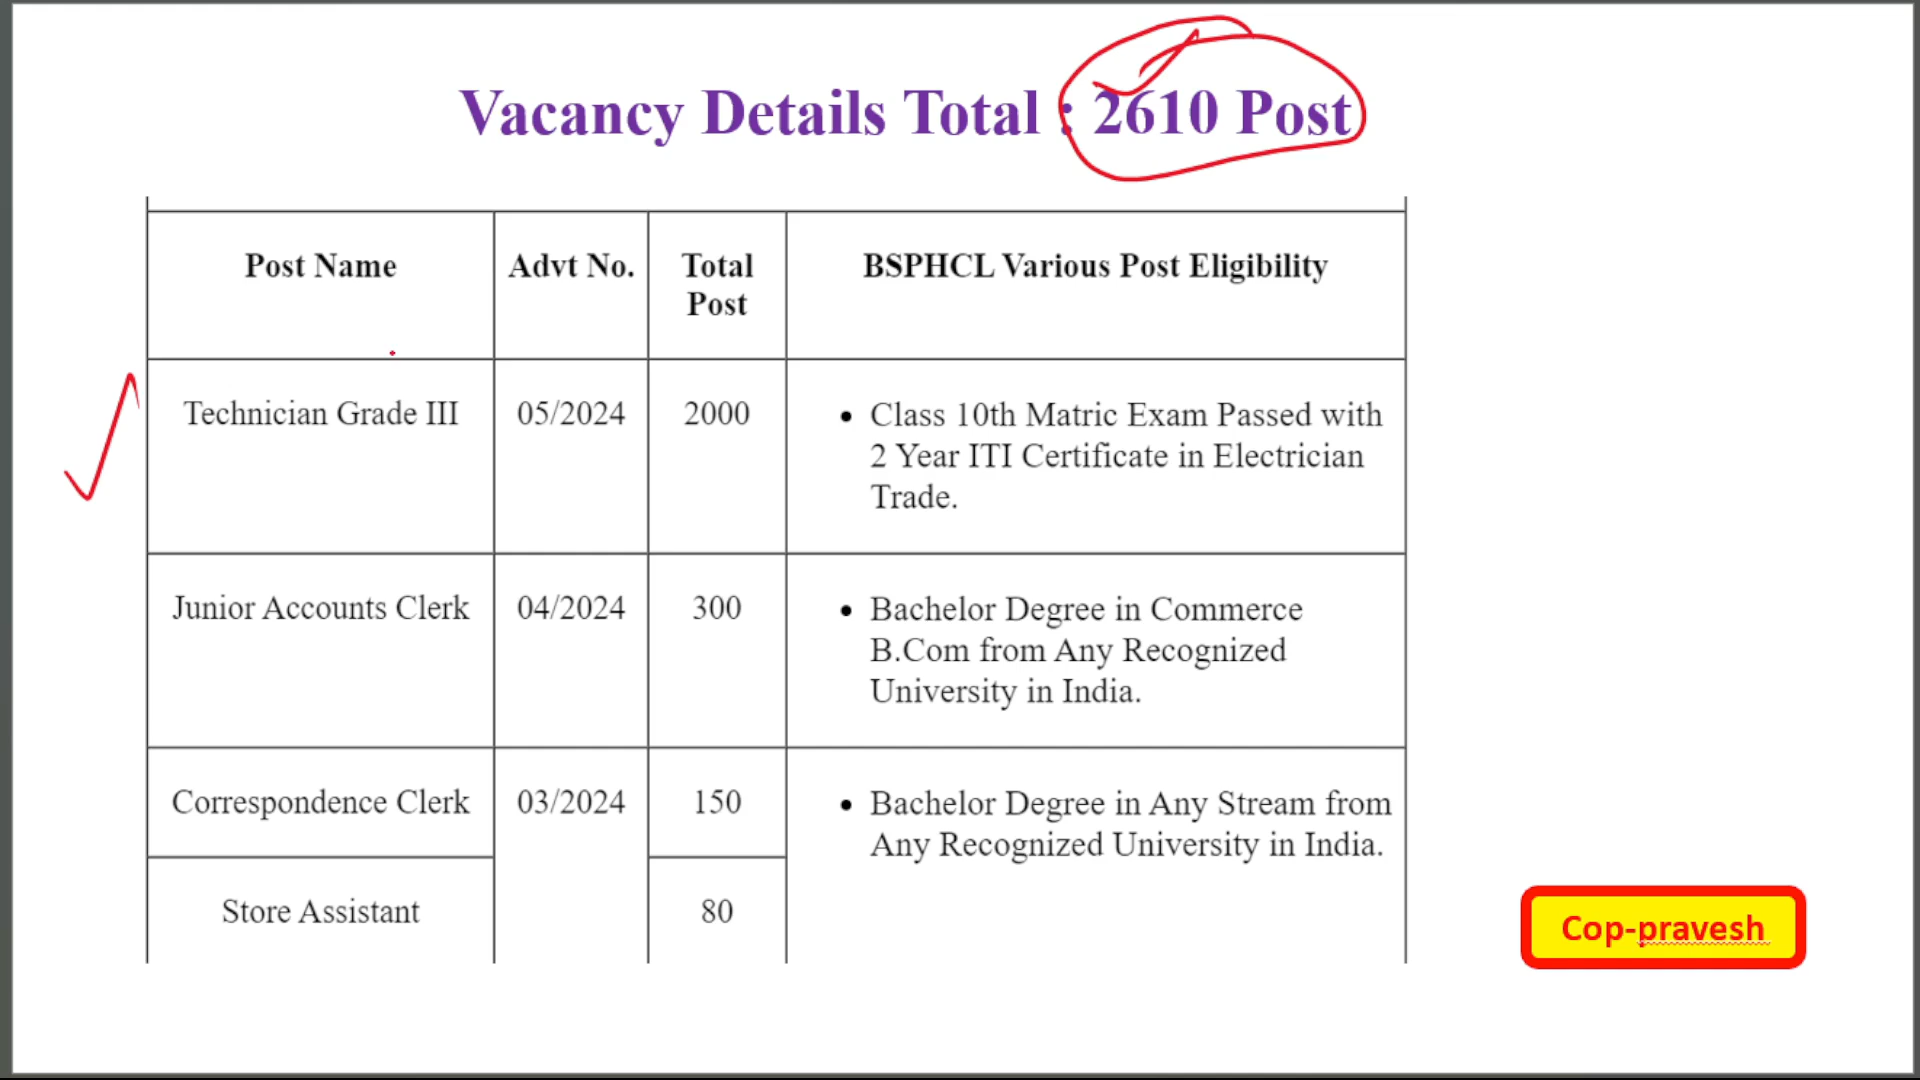 Vacancy Details Total : 2610 Post
Post Name
Advt No.
Total
Post
BSPHCL Various Post Eligibility
Technician Grade III
05/2024
2000
• Class 10th Matric Exam Passed with
2 Year ITI Certificate in Electrician
Trade.
Junior Accounts Clerk
04/2024
300
• Bachelor Degree in Commerce
B.Com from Any Recognized
University in India.
Correspondence Clerk
03/2024
150
• Bachelor Degree in Any Stream from
Any Recognized University in India.
Store Assistant
80
Cop-pravesh